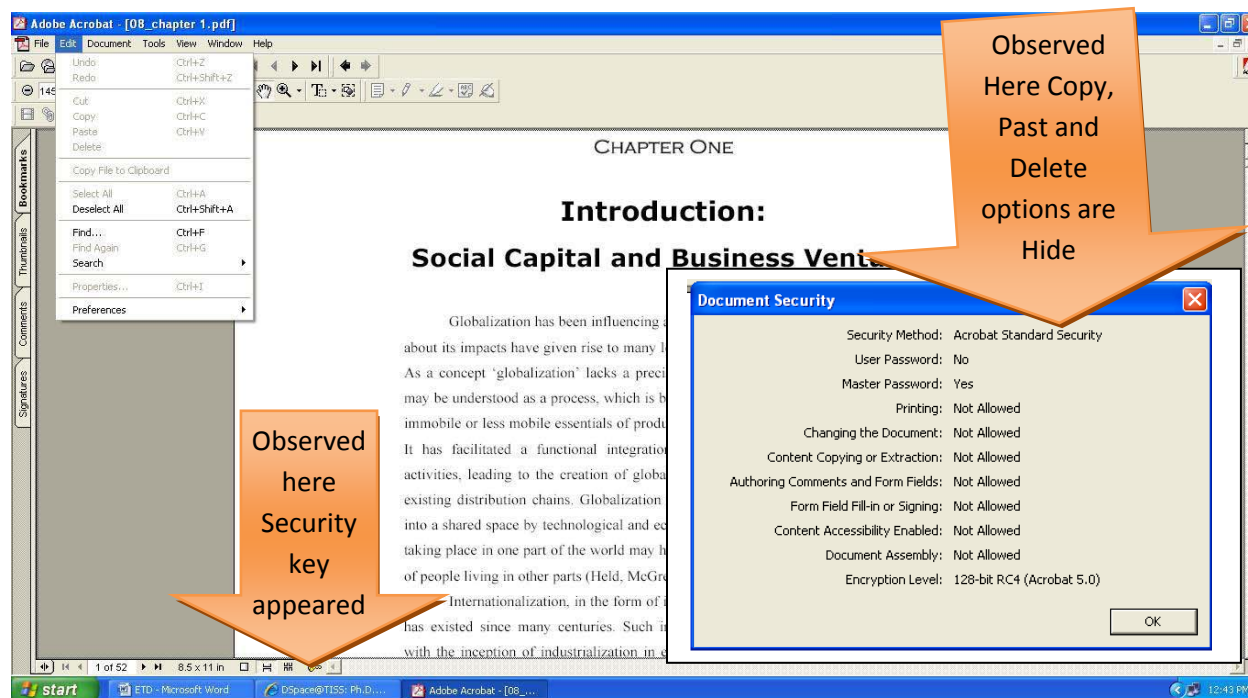 Adobe Acrobat - [08_chapter 1.pdf]
File Edit Document Tools View Window Help
Undo Ctrl+Z
Redo Ctrl+Shift+Z
Cut Ctrl+X
Copy Ctrl+C
Paste Ctrl+V
Delete
Copy File to Clipboard
Select All Ctrl+A
Deselect All Ctrl+Shift+A
Find... Ctrl+F
Find Again Ctrl+G
Search
Properties... Ctrl+I
Preferences
Bookmarks
Thumbnails
Comments
Signatures
Observed
Here Copy,
Past and
Delete
options are
Hide
CHAPTER ONE
Introduction:
Social Capital and Business
Globalization has been influencing
about its impacts have given rise to many
As a concept 'globalization' lacks a
may be understood as a process, which is
immobile or less mobile essentials of
It has facilitated a functional
activities, leading to the creation of
existing distribution chains. Globalization
into a shared space by technological and
taking place in one part of the world may
of people living in other parts (Held,
Internationalization, in the form of
has existed since many centuries. Such
with the inception of industrialization in
Document Security
Security Method: Acrobat Standard Security
User Password: No
Master Password: Yes
Printing: Not Allowed
Changing the Document: Not Allowed
Content Copying or Extraction: Not Allowed
Authoring Comments and Form Fields: Not Allowed
Form Field Fill-in or Signing: Not Allowed
Content Accessibility Enabled: Not Allowed
Document Assembly: Not Allowed
Encryption Level: 128-bit RC4 (Acrobat 5.0)
OK
Observed
here
Security
key
appeared
1 of 52 8.5 x 11 in
start ETD - Microsoft Word DSpace@TISS: Ph.D.... Adobe Acrobat - [08_... 12:43 PM